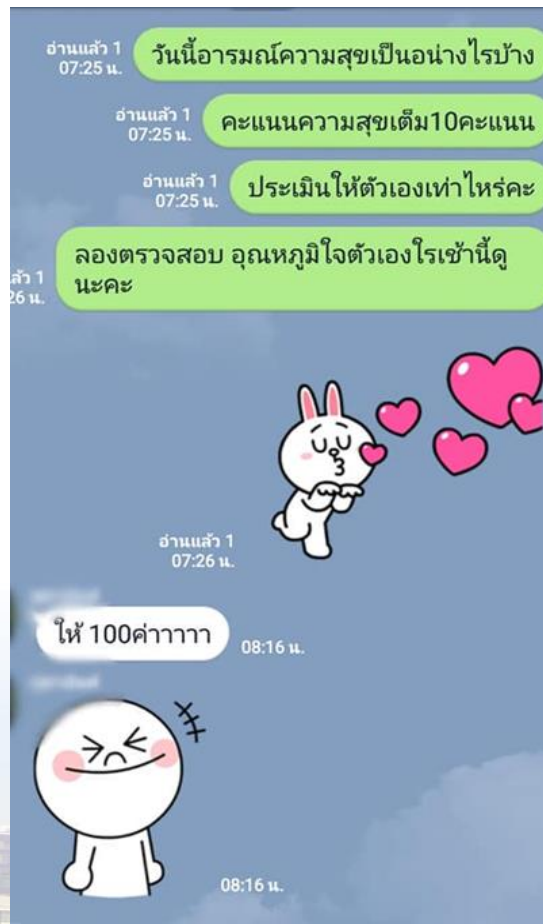 อ่านแล้ว 1
07:25 น.
วันนี้อารมณ์ความสุขเป็นอน่างไรบ้าง
อ่านแล้ว 1
07:25 น.
คะแนนความสุขเต็ม10คะแนน
อ่านแล้ว 1
07:25 น.
ประเมินให้ตัวเองเท่าไหร่คะ
ล้ว 1
26 น.
ลองตรวจสอบ อุณหภูมิใจตัวเองใรเช้านี้ดู
นะคะ
อ่านแล้ว 1
07:26 น.
ให้ 100ค่าาาาา
08:16 น.
08:16 น.